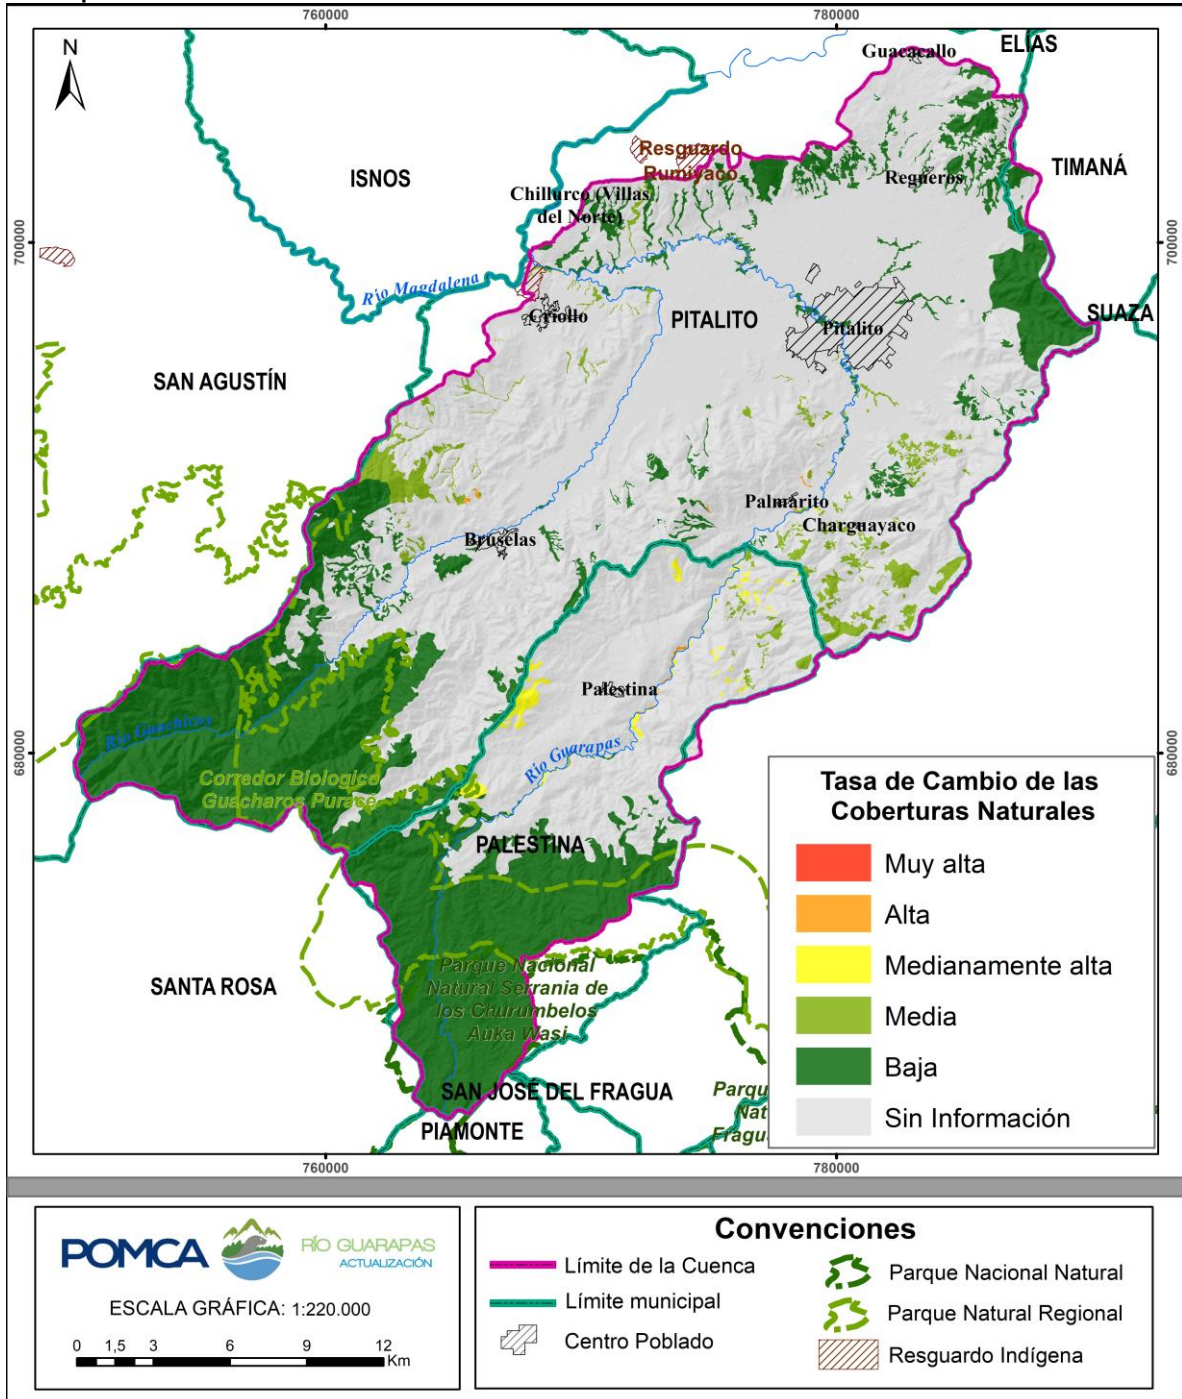 760000
780000
N
Guacacallo
ELIAS
Resguardo
Rumiyaco
ISNOS
TIMANÁ
Regueros
Chillurco (Villas
del Norte)
700000
700000
Río Magdalena
Criollo
PITALITO
Pitalito
SUAZA
SAN AGUSTÍN
Palmarito
Charguayaco
Bruselas
Palestina
Río Guachicos
Río Guarapas
680000
680000
Corredor Biologico
Guacharos Purace
PALESTINA
SANTA ROSA
Parque Nacional
Natural Serrania de
los Churumbelos
Auka Wasi
SAN JOSÉ DEL FRAGUA
PIAMONTE
Parqu
Nat
Fragu
Tasa de Cambio de las
Coberturas Naturales
Muy alta
Alta
Medianamente alta
Media
Baja
Sin Información
760000
780000
POMCA
RÍO GUARAPAS
ACTUALIZACIÓN
ESCALA GRÁFICA: 1:220.000
0 1,5 3 6 9 12
Km
Convenciones
Límite de la Cuenca
Límite municipal
Centro Poblado
Parque Nacional Natural
Parque Natural Regional
Resguardo Indígena